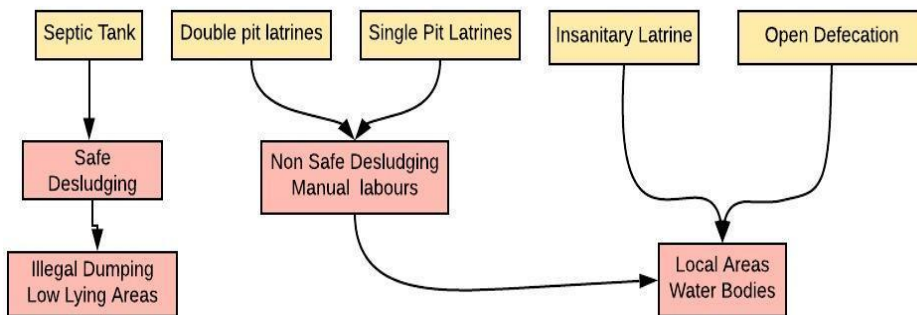 Septic Tank
Double pit latrines
Single Pit Latrines
Insanitary Latrine
Open Defecation
Safe
Desludging
Non Safe Desludging
Manual labours
Illegal Dumping
Low Lying Areas
Local Areas
Water Bodies